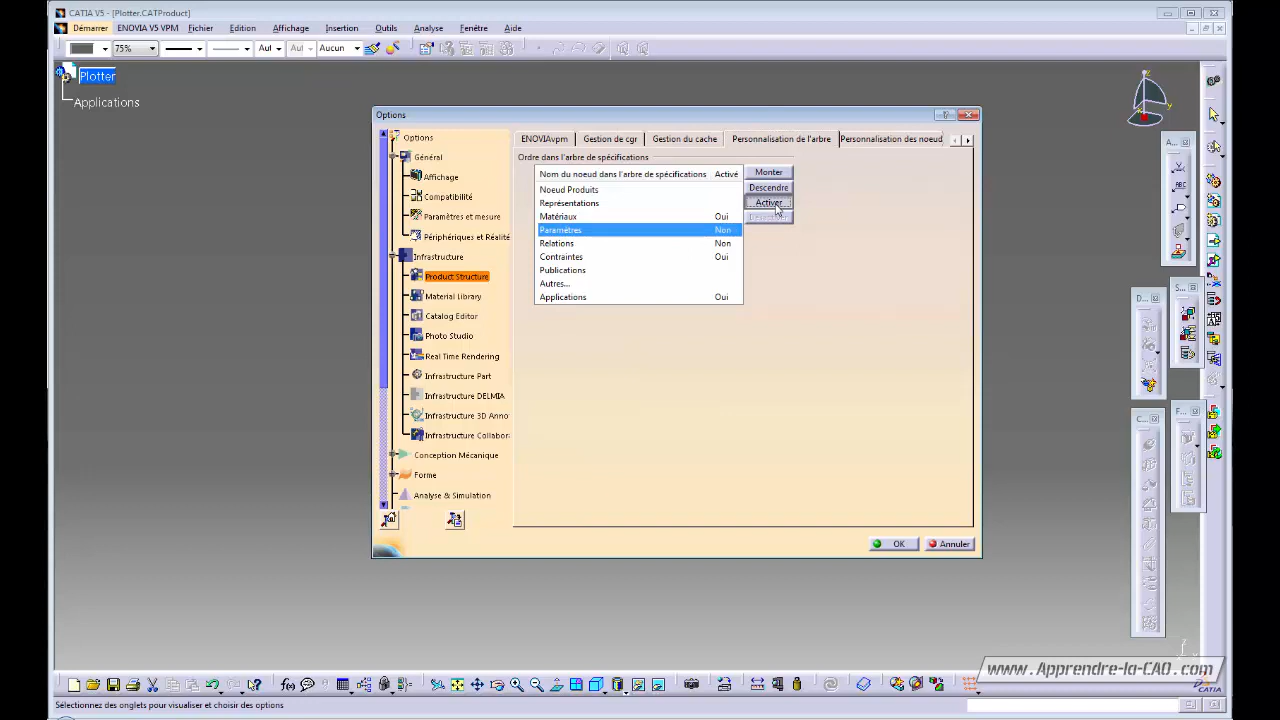 CATIA V5 - [Plotter.CATProduct]
Démarrer ENOVIA V5 VPM Fichier Edition Affichage Insertion Outils Analyse Fenêtre Aide
75% Aut Aut Aucun
Plotter
Applications
Options
Options
Général
Affichage
Compatibilité
Paramètres et mesure
Périphériques et Réalité
Infrastructure
Product Structure
Material Library
Catalog Editor
Photo Studio
Real Time Rendering
Infrastructure Part
Infrastructure DELMIA
Infrastructure 3D Anno
Infrastructure Collabor
Conception Mécanique
Forme
Analyse & Simulation
ENOVIAvpm Gestion de cgr Gestion du cache Personnalisation de l'arbre Personnalisation des noeud
Ordre dans l'arbre de spécifications
Nom du noeud dans l'arbre de spécifications Activé
Noeud Produits
Représentations
Matériaux Oui
Paramètres Non
Relations Non
Contraintes Oui
Publications
Autres...
Applications Oui
Monter
Descendre
Activer
OK Annuler
A...
D...
S...
C...
F...
www.Apprendre-la-CAO.com
CATIA
Sélectionnez des onglets pour visualiser et choisir des options